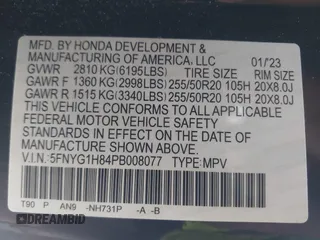 MFD. BY HONDA DEVELOPMENT &
MANUFACTURING OF AMERICA, LLC 01/23
GVWR 2810 KG(6195LBS) TIRE SIZE RIM SIZE
GAWR F 1360 KG(2998LBS) 255/50R20 105H 20X8.0J
GAWR R 1515 KG(3340LBS) 255/50R20 105H 20X8.0J
THIS VEHICLE CONFORMS TO ALL APPLICABLE
FEDERAL MOTOR VEHICLE SAFETY
STANDARDS IN EFFECT ON THE DATE OF
MANUFACTURE SHOWN ABOVE.
V.I.N. 5FNYG1H84PB008077 TYPE:MPV
T90 P AN9 -NH731P -A -B
DREAMBID